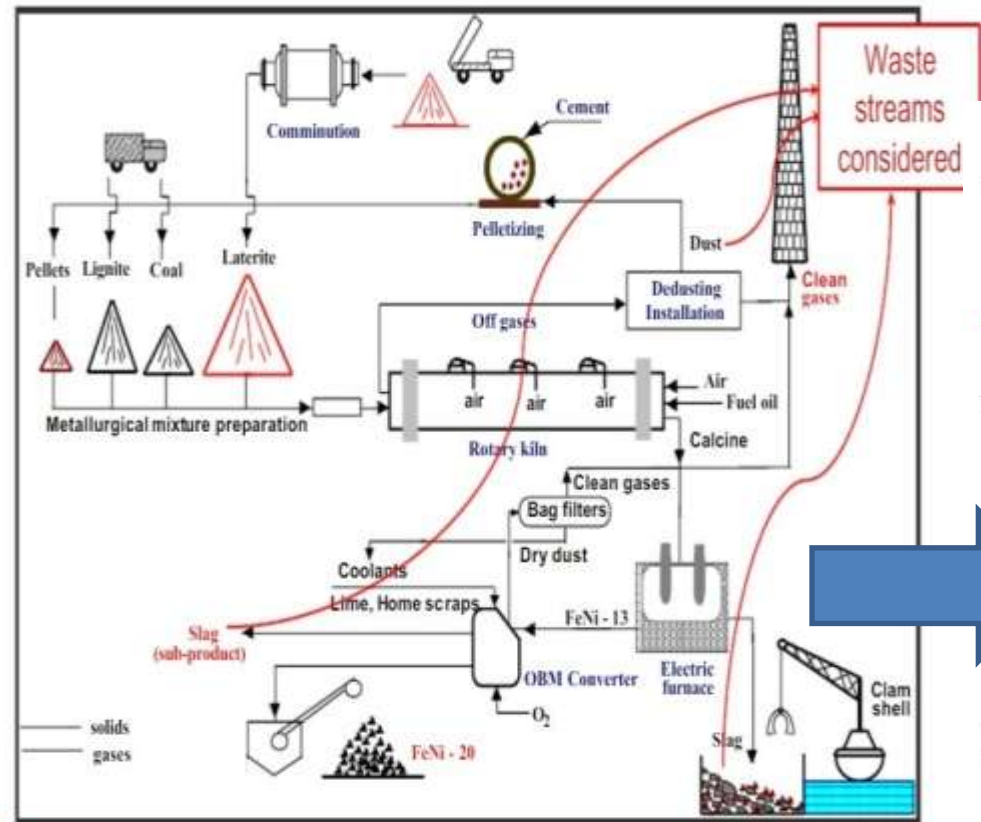 Waste
streams
considered
Comminution
Cement
Pelletizing
Dust
Pellets
Lignite
Coal
Laterite
Dedusting
Installation
Clean
gases
Off gases
air
air
air
Air
Fuel oil
Metallurgical mixture preparation
Rotary kiln
Calcine
Clean gases
Bag filters
Dry dust
Coolants
Lime, Home scraps
FeNi - 13
Slag
(sub-product)
OBM Converter
Electric
furnace
Clam
shell
O2
Slag
solids
gases
FeNi - 20